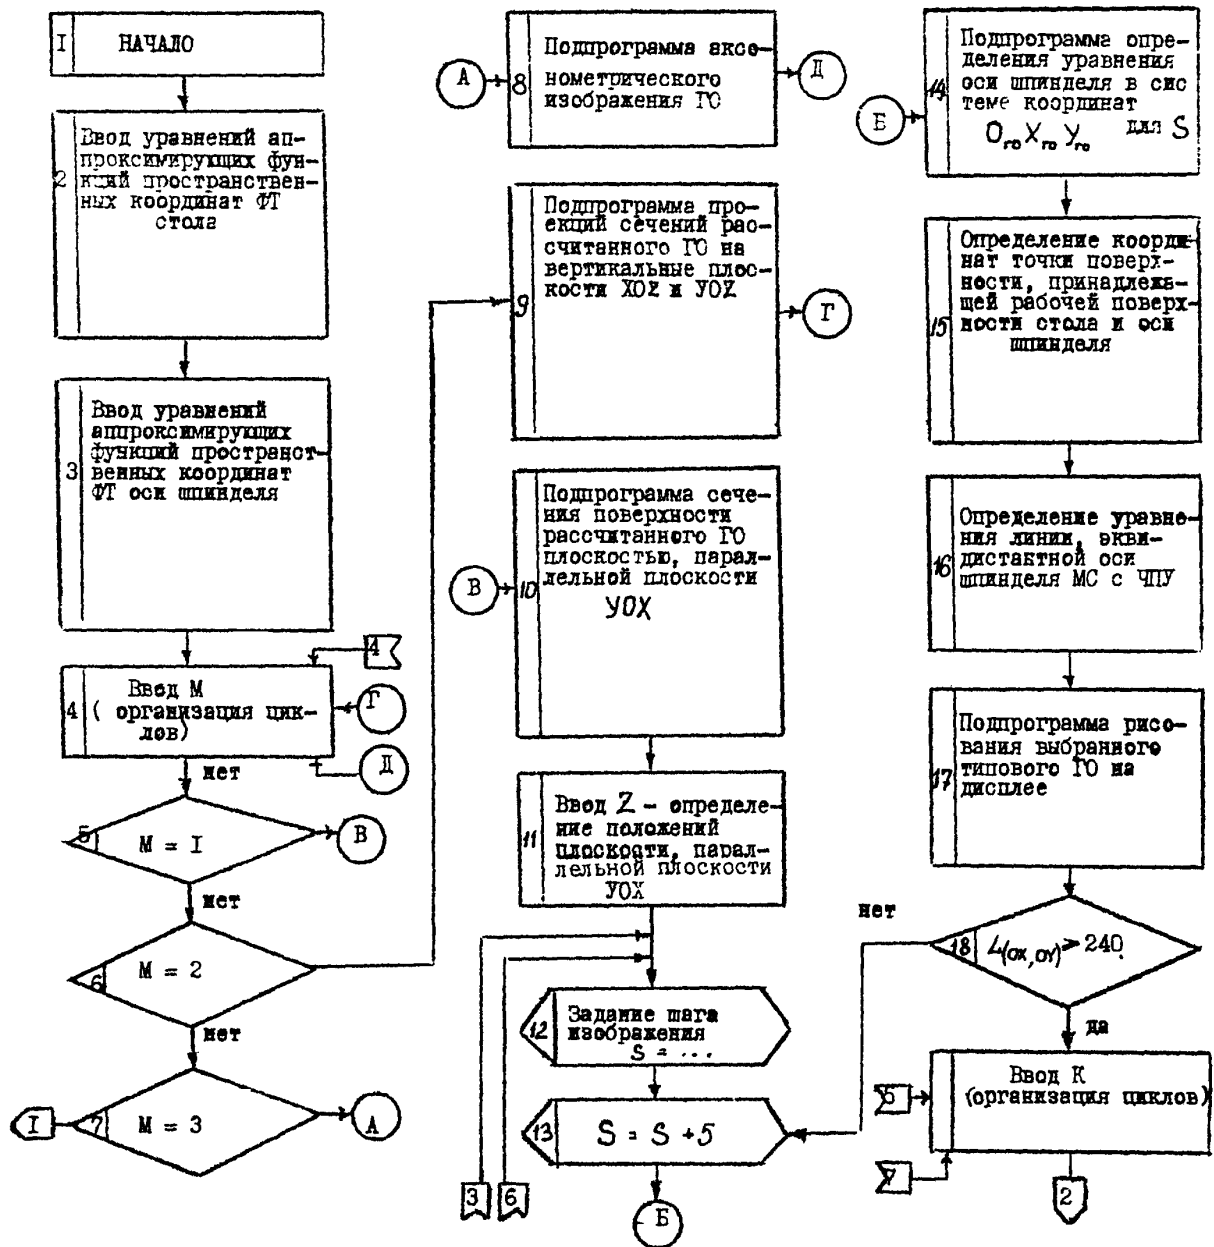 I
НАЧАЛО
2
Ввод уравнений ап-
проксимирующих фун-
кций пространствен-
ных координат ФТ
стола
3
Ввод уравнений
аппроксимирующих
функций пространст-
венных координат
ФТ оси шпинделя
4
4
Ввод М
( организация цик-
лов)
Г
Д
нет
5
М = I
В
нет
6
М = 2
нет
I
7
М = 3
А
А
8
Подпрограмма аксо-
нометрического
изображения ГО
Д
9
Подпрограмма про-
екций сечений рас-
считанного ГО на
вертикальные плос-
кости XOZ и YOZ
Г
В
10
Подпрограмма сече-
ния поверхности
рассчитанного ГО
плоскостью, парал-
лельной плоскости
YOX
11
Ввод Z - определе-
ние положений
плоскости, парал-
лельной плоскости
YOX
12
Задание шага
изображения
S = ...
13
S = S + 5
3
6
Б
Б
14
Подпрограмма опре-
деления уравнения
оси шпинделя в сис
теме координат
Oго Xго Yго для S
15
Определение коорди-
нат точки поверх-
ности, принадлежа-
щей рабочей поверх-
ности стола и оси
шпинделя
16
Определение уравне-
ния линии, экви-
дистактной оси
шпинделя МС с ЧПУ
17
Подпрограмма рисо-
вания выбранного
типового ГО на
дисплее
нет
18
L(OX,OY) > 240
да
5
Ввод К
(организация циклов)
7
2